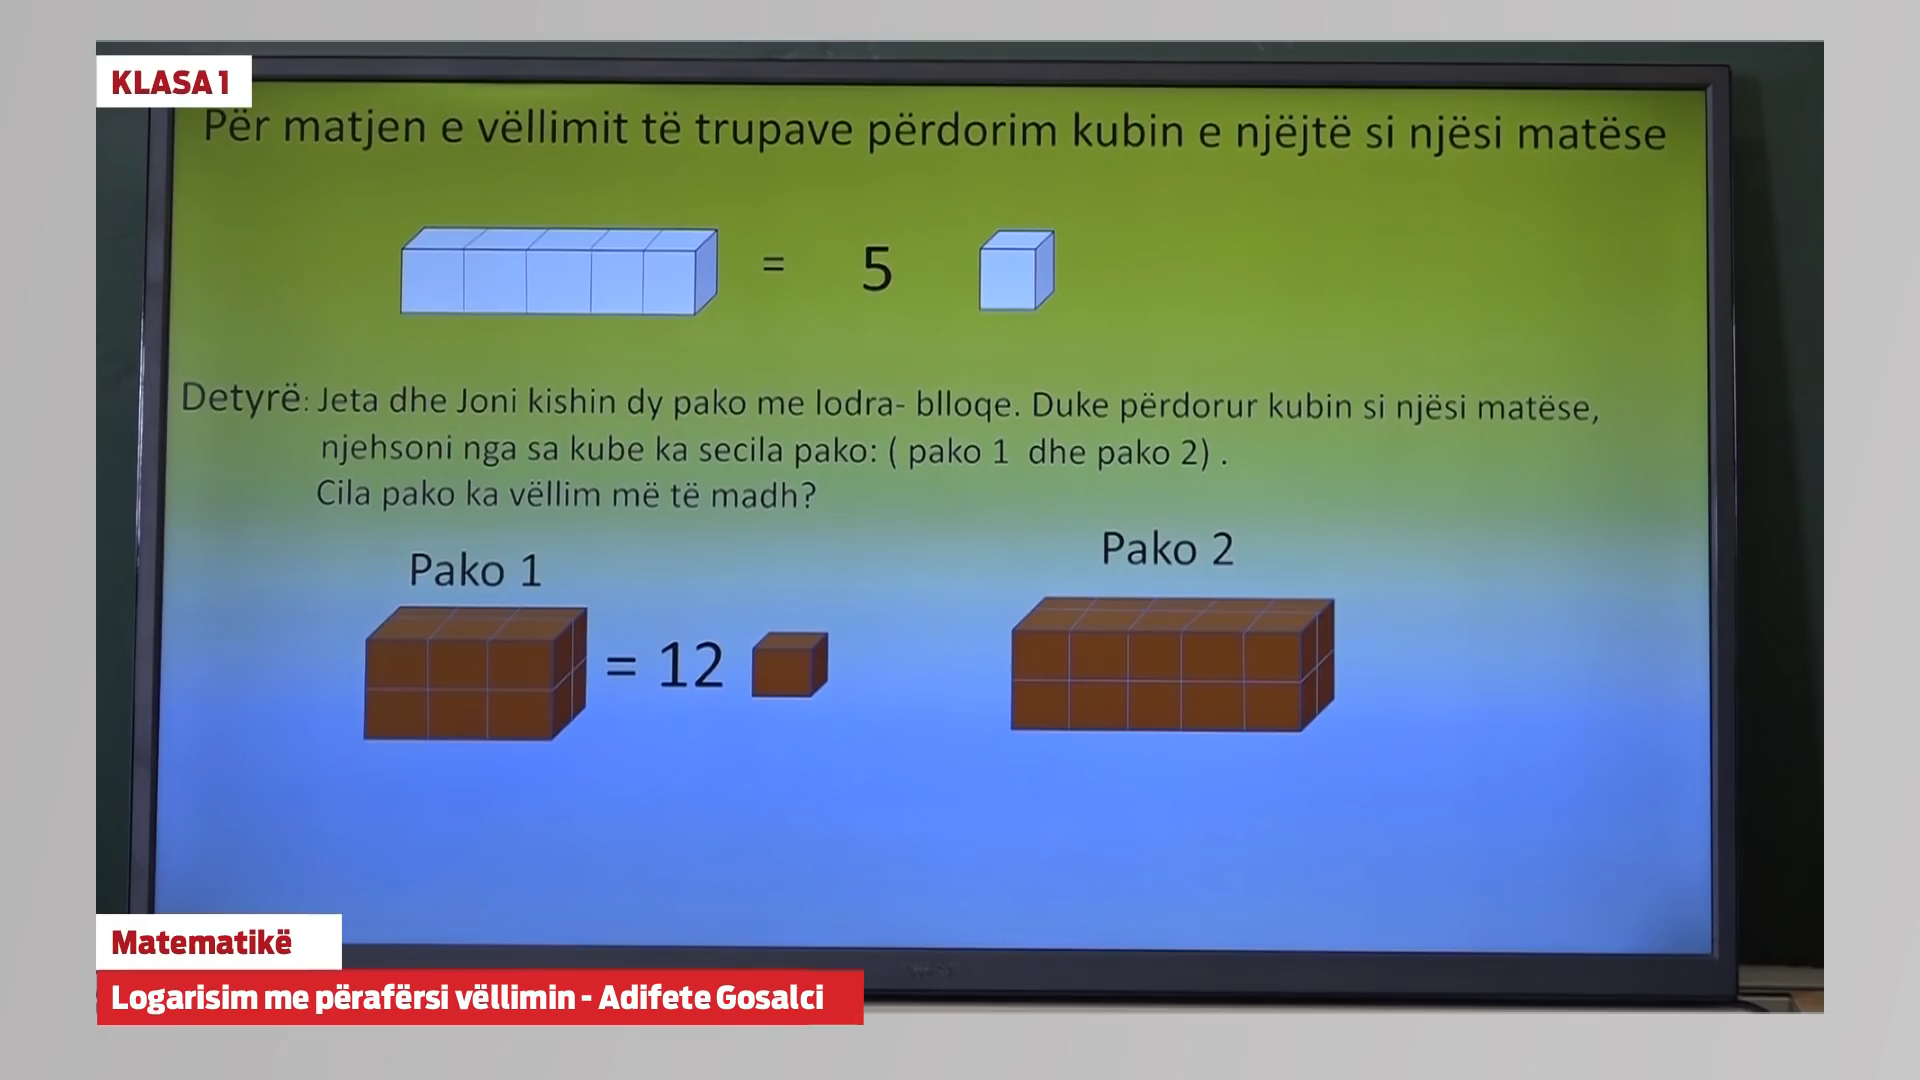 KLASA 1
Për matjen e vëllimit të trupave përdorim kubin e njëjtë si njësi matëse
= 5
Detyrë: Jeta dhe Joni kishin dy pako me lodra- blloqe. Duke përdorur kubin si njësi matëse,
njehsoni nga sa kube ka secila pako: ( pako 1 dhe pako 2) .
Cila pako ka vëllim më të madh?
Pako 1
Pako 2
= 12
Matematikë
Logarisim me përafërsi vëllimin - Adifete Gosalci